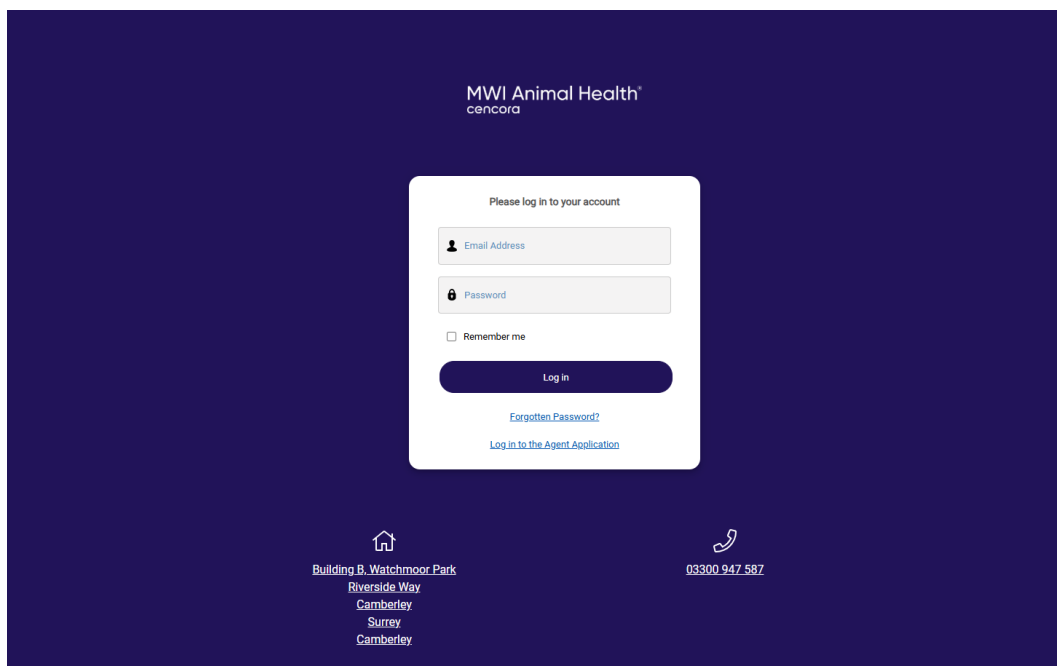 MWI Animal Health®
cencora
Please log in to your account
Email Address
Password
Remember me
Log in
Forgotten Password?
Log in to the Agent Application
Building B, Watchmoor Park
Riverside Way
Camberley
Surrey
Camberley
03300 947 587